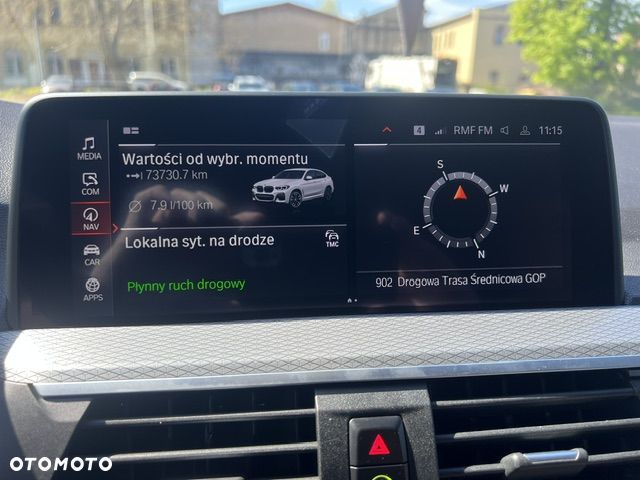 4 RMF FM 11:15
MEDIA
COM
NAV
CAR
APPS
Wartości od wybr. momentu
73730.7 km
7.9 l/100 km
Lokalna syt. na drodze
TMC
Płynny ruch drogowy
S
W
E
N
902 Drogowa Trasa Średnicowa GOP
OTOMOTO